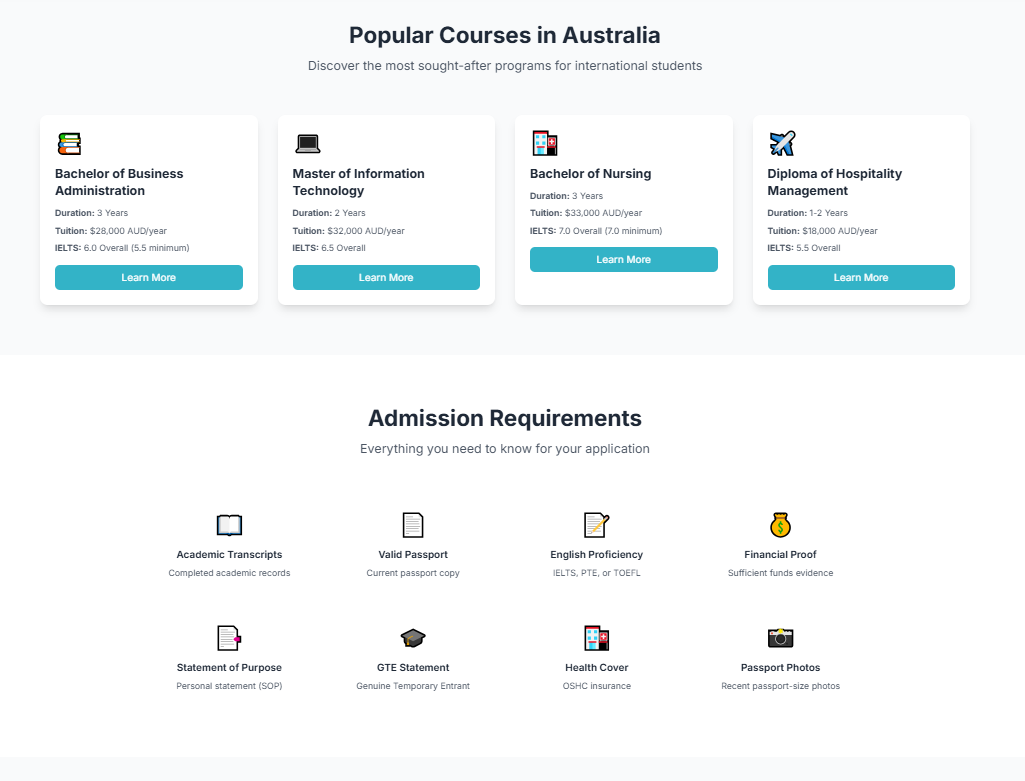 Popular Courses in Australia
Discover the most sought-after programs for international students
Bachelor of Business
Administration
Duration: 3 Years
Tuition: $28,000 AUD/year
IELTS: 6.0 Overall (5.5 minimum)
Learn More
Master of Information
Technology
Duration: 2 Years
Tuition: $32,000 AUD/year
IELTS: 6.5 Overall
Learn More
Bachelor of Nursing
Duration: 3 Years
Tuition: $33,000 AUD/year
IELTS: 7.0 Overall (7.0 minimum)
Learn More
Diploma of Hospitality
Management
Duration: 1-2 Years
Tuition: $18,000 AUD/year
IELTS: 5.5 Overall
Learn More
Admission Requirements
Everything you need to know for your application
Academic Transcripts
Completed academic records
Valid Passport
Current passport copy
English Proficiency
IELTS, PTE, or TOEFL
Financial Proof
Sufficient funds evidence
Statement of Purpose
Personal statement (SOP)
GTE Statement
Genuine Temporary Entrant
Health Cover
OSHC insurance
Passport Photos
Recent passport-size photos